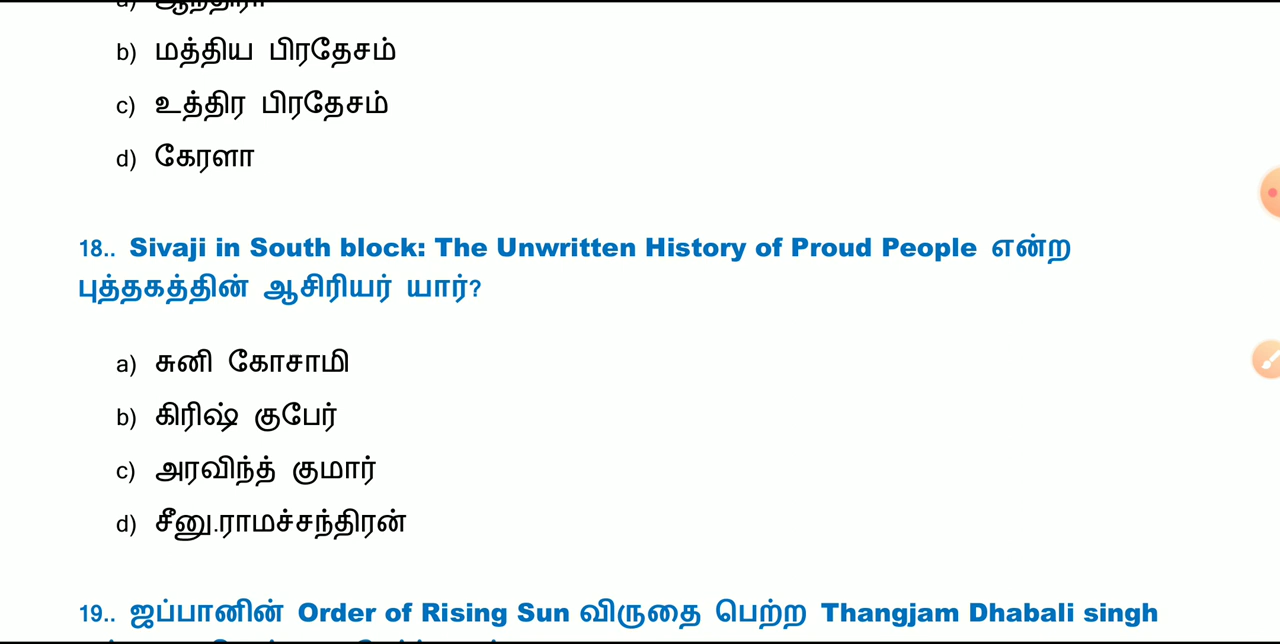 b) மத்திய பிரதேசம்
c) உத்திர பிரதேசம்
d) கேரளா
18.. Sivaji in South block: The Unwritten History of Proud People என்ற
புத்தகத்தின் ஆசிரியர் யார்?
a) சுனி கோசாமி
b) கிரிஷ் குபேர்
c) அரவிந்த் குமார்
d) சீனு.ராமச்சந்திரன்
19.. ஜப்பானின் Order of Rising Sun விருதை பெற்ற Thangjam Dhabali singh